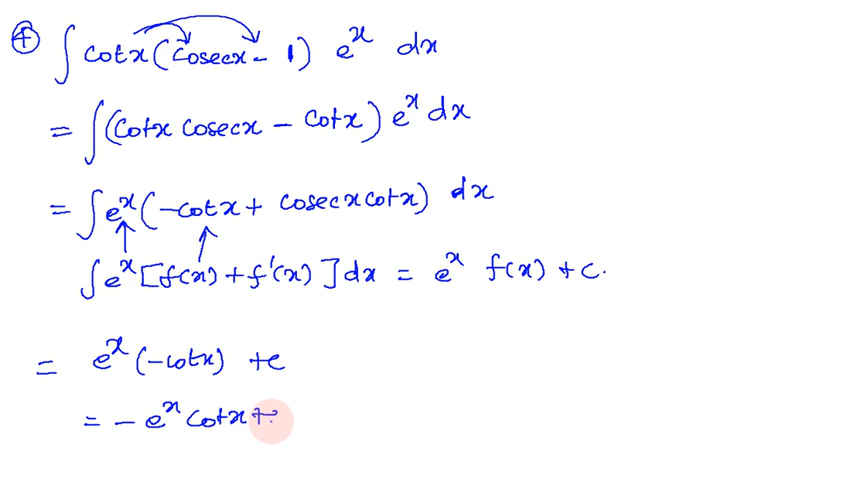 ④ ∫ cotx (cosecx - 1) e^x dx
= ∫ (cotx cosecx - cotx) e^x dx
= ∫ e^x (-cotx + cosecx cotx) dx
∫ e^x [f(x) + f'(x)] dx = e^x f(x) + c.
= e^x (-cotx) + c
= - e^x cotx +